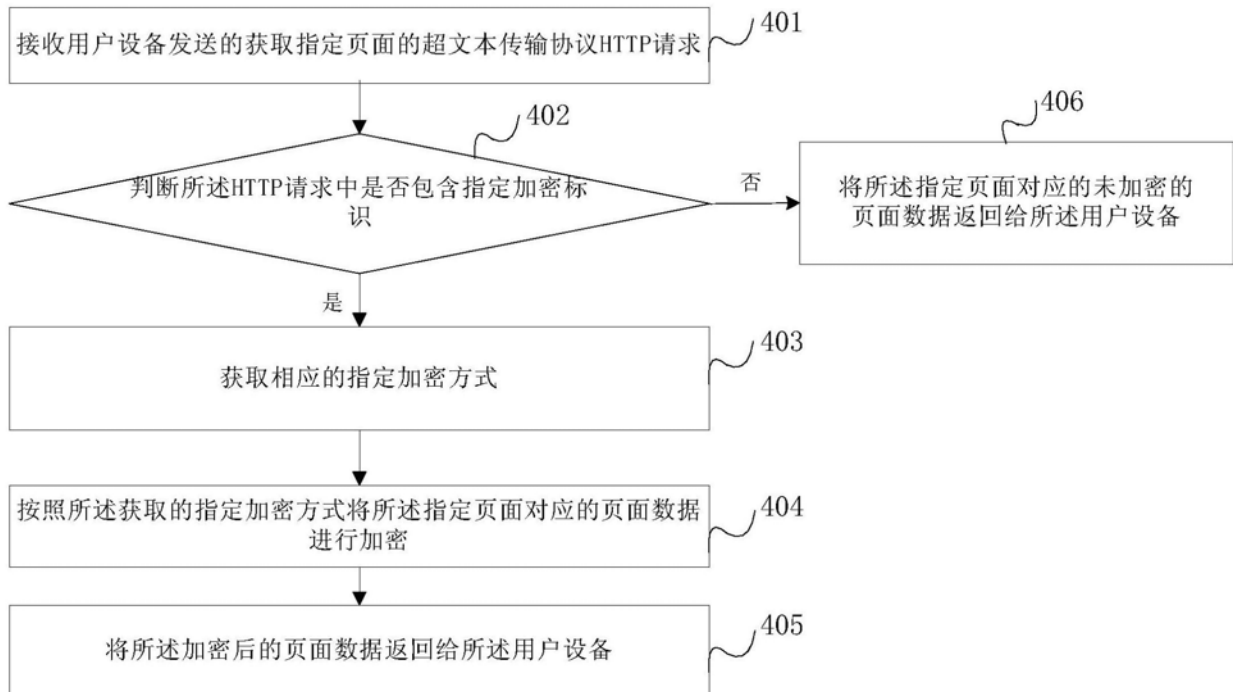 接收用户设备发送的获取指定页面的超文本传输协议HTTP请求
401
402
判断所述HTTP请求中是否包含指定加密标
识
否
406
将所述指定页面对应的未加密的
页面数据返回给所述用户设备
是
403
获取相应的指定加密方式
按照所述获取的指定加密方式将所述指定页面对应的页面数据
进行加密
404
将所述加密后的页面数据返回给所述用户设备
405